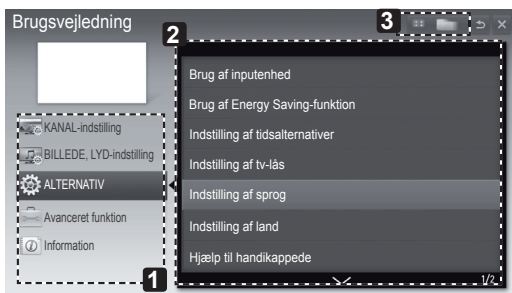 Brugsvejledning
3
2
KANAL-indstilling
BILLEDE, LYD-indstilling
ALTERNATIV
Avanceret funktion
Information
1
Brug af inputenhed
Brug af Energy Saving-funktion
Indstilling af tidsalternativer
Indstilling af tv-lås
Indstilling af sprog
Indstilling af land
Hjælp til handikappede
1/2